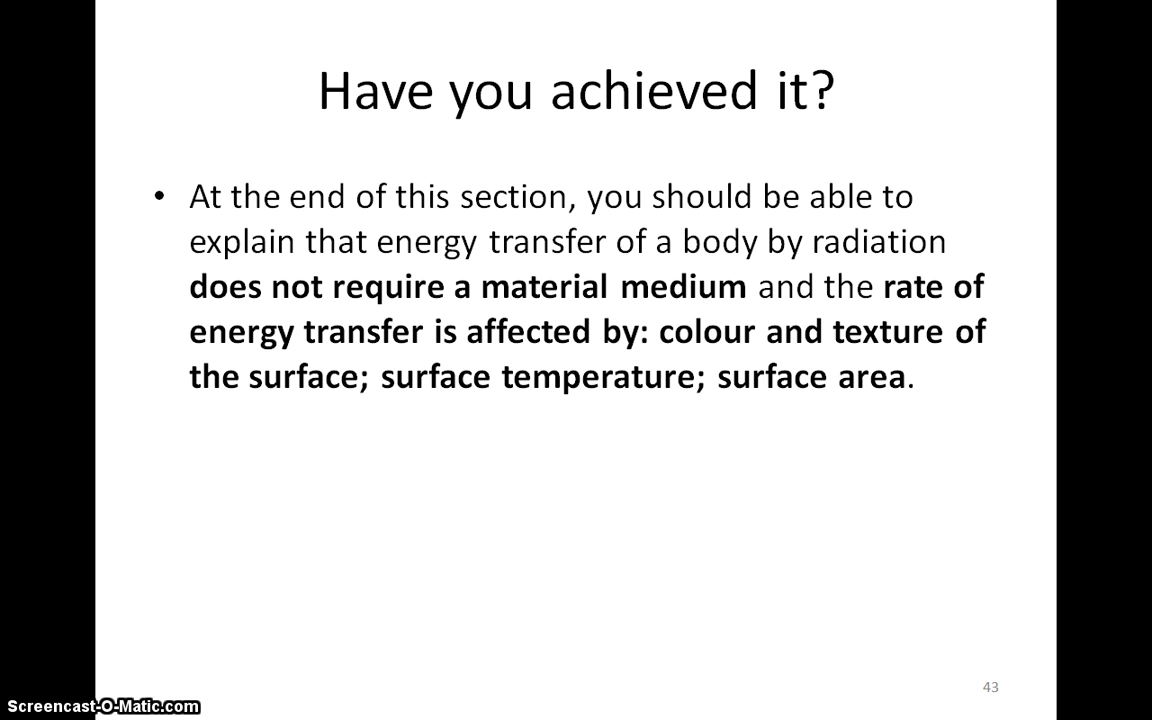 Have you achieved it?
• At the end of this section, you should be able to
explain that energy transfer of a body by radiation
does not require a material medium and the rate of
energy transfer is affected by: colour and texture of
the surface; surface temperature; surface area.
43
Screencast-O-Matic.com